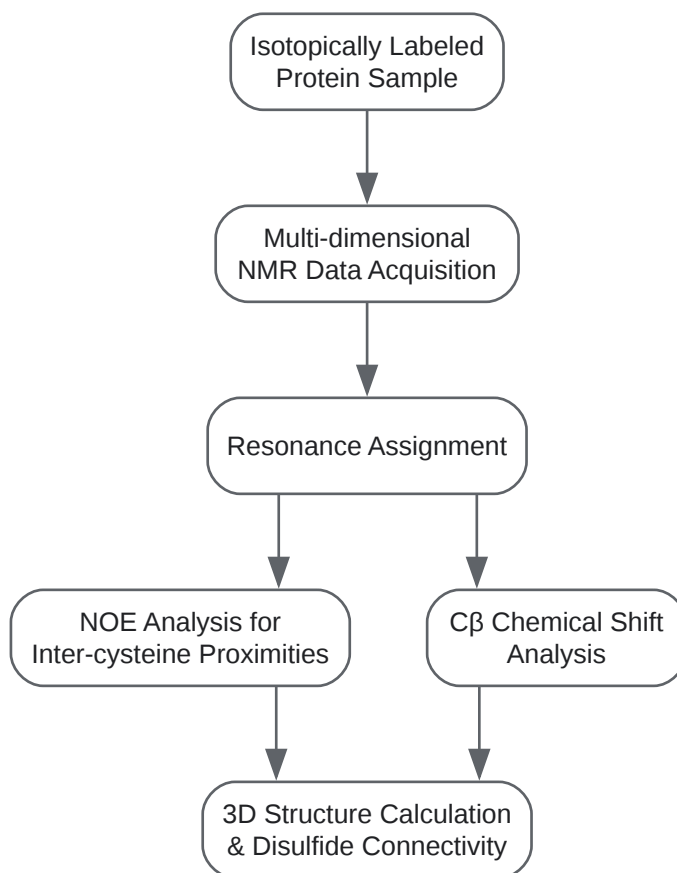 Isotopically Labeled
Protein Sample
Multi-dimensional
NMR Data Acquisition
Resonance Assignment
NOE Analysis for
Inter-cysteine Proximities
Cβ Chemical Shift
Analysis
3D Structure Calculation
& Disulfide Connectivity